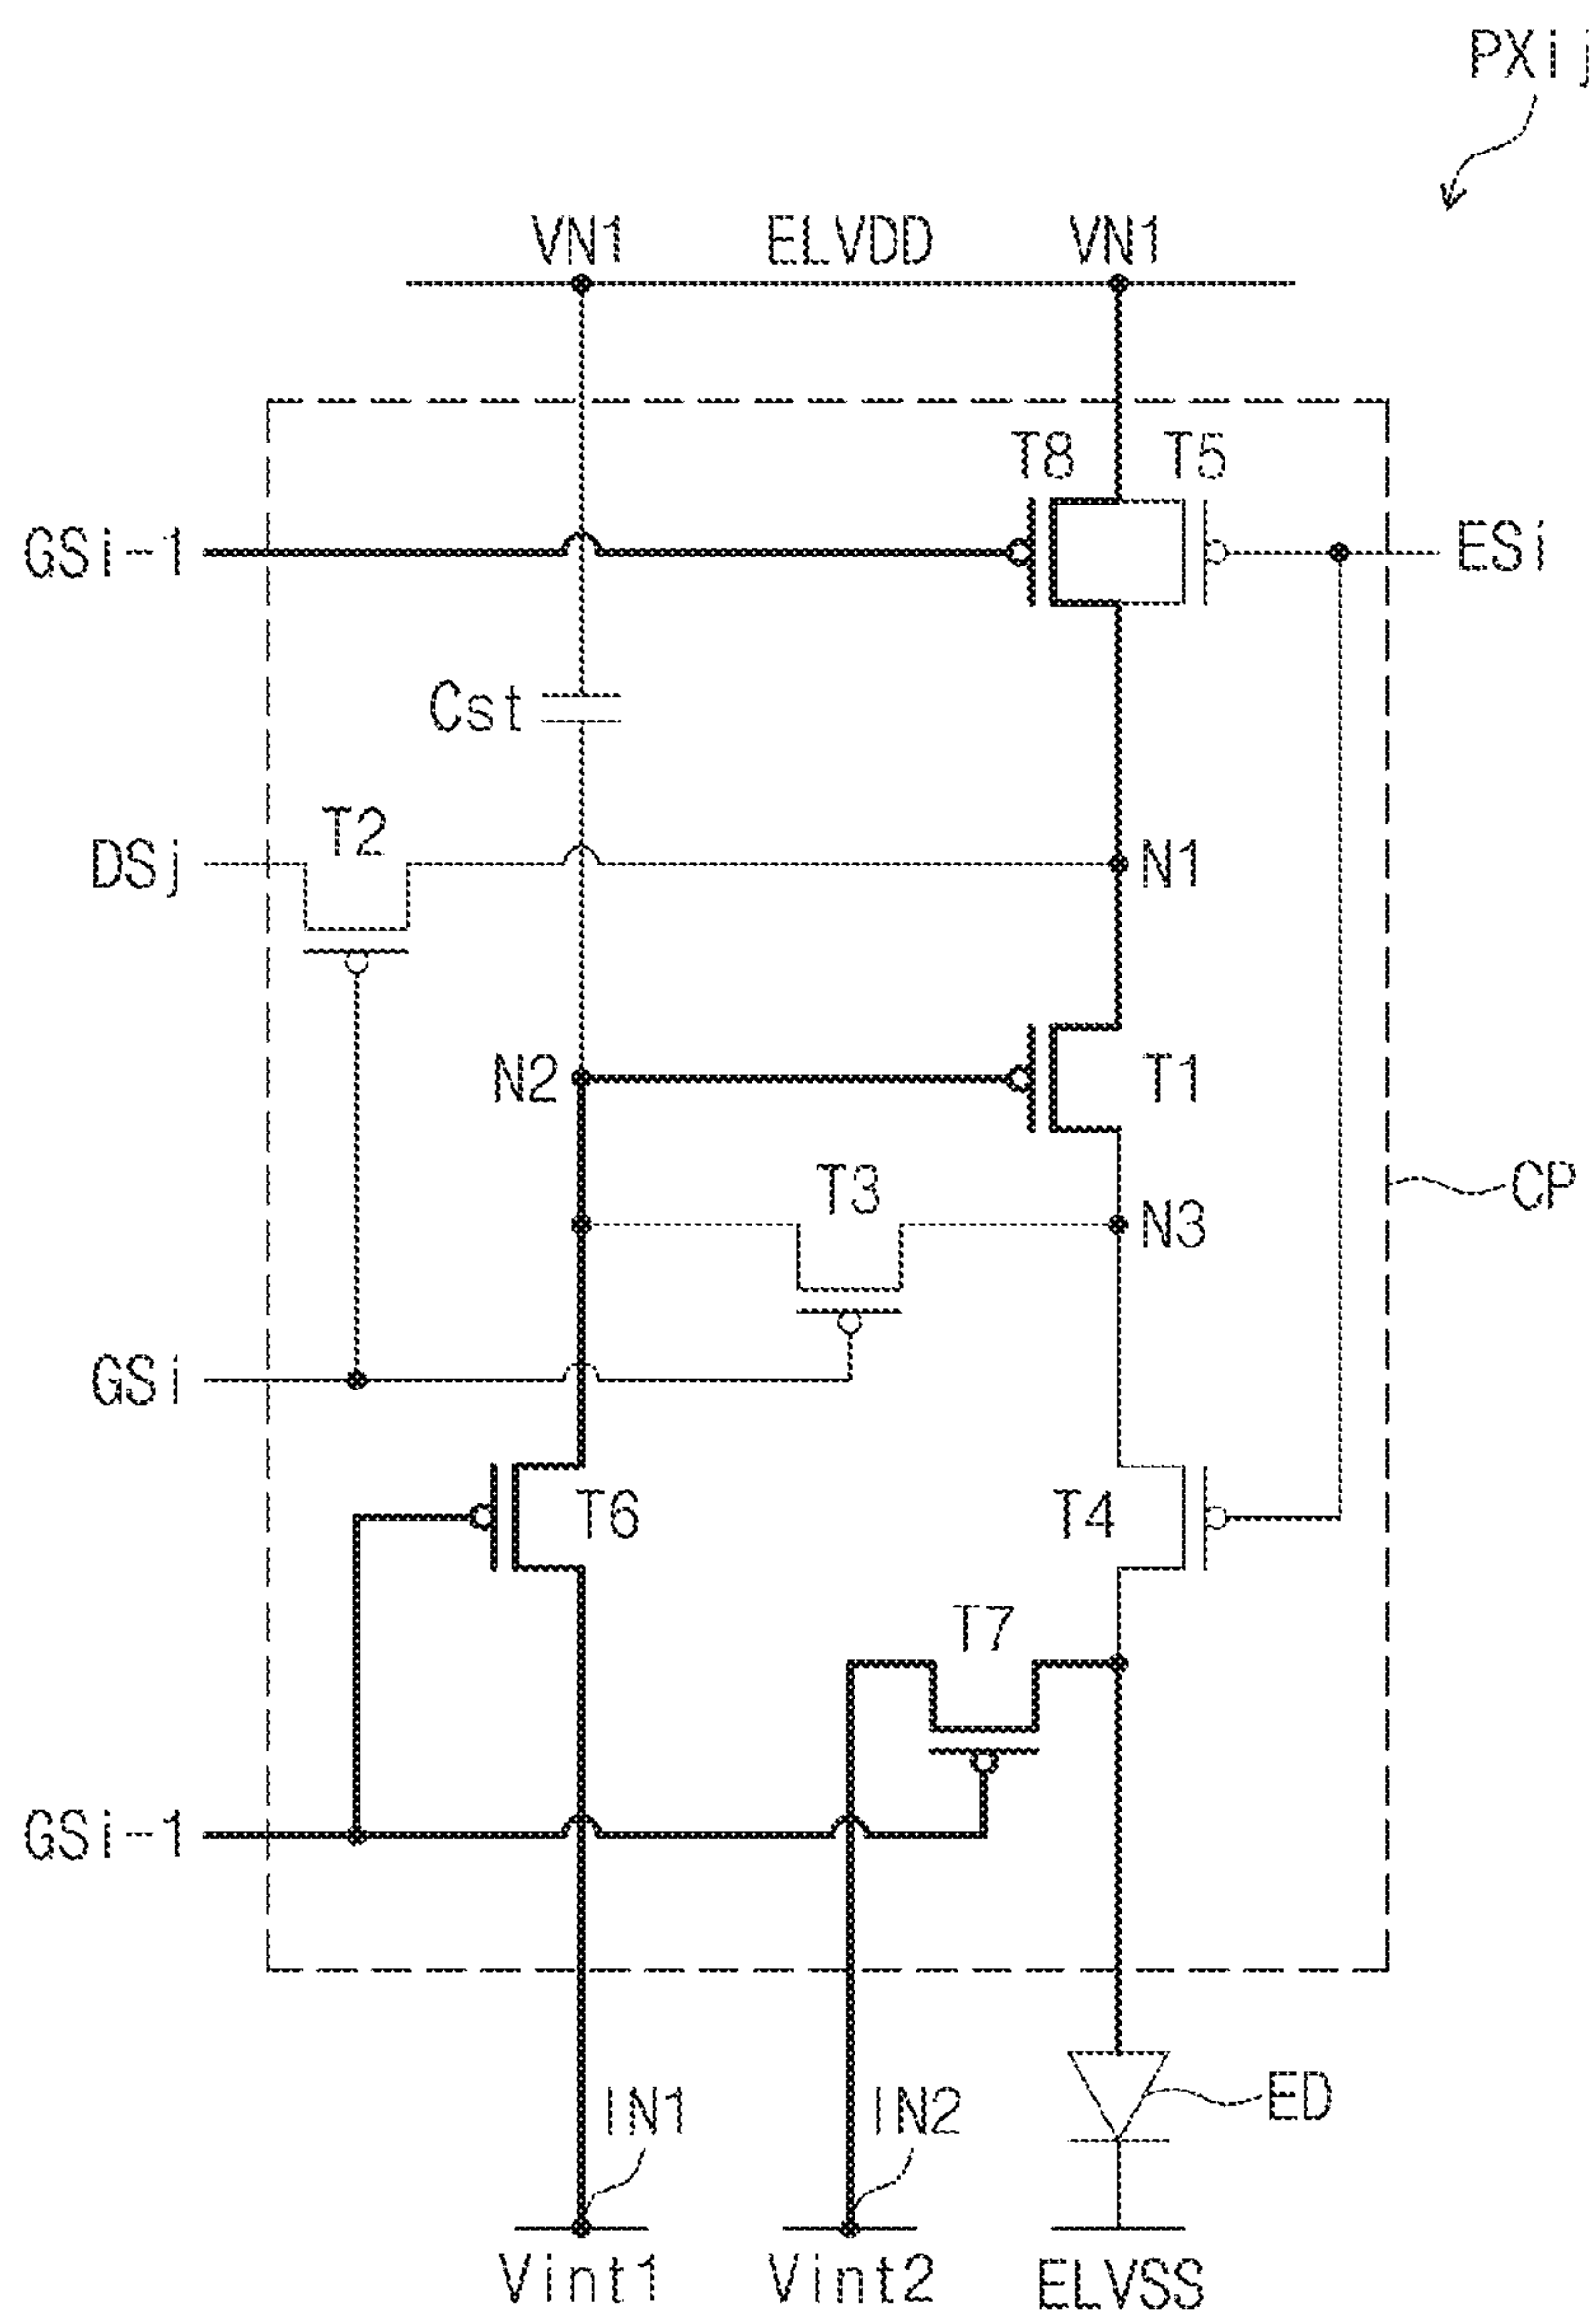 PXij
VN1 ELVDD VN1
T8 T5
GSi-1 ESi
Cst
T2
DSj N1
N2 T1
T3 CP
N3
GSi
T6 T4
T7
GSi-1
IN1 IN2 ED
Vint1 Vint2 ELVSS